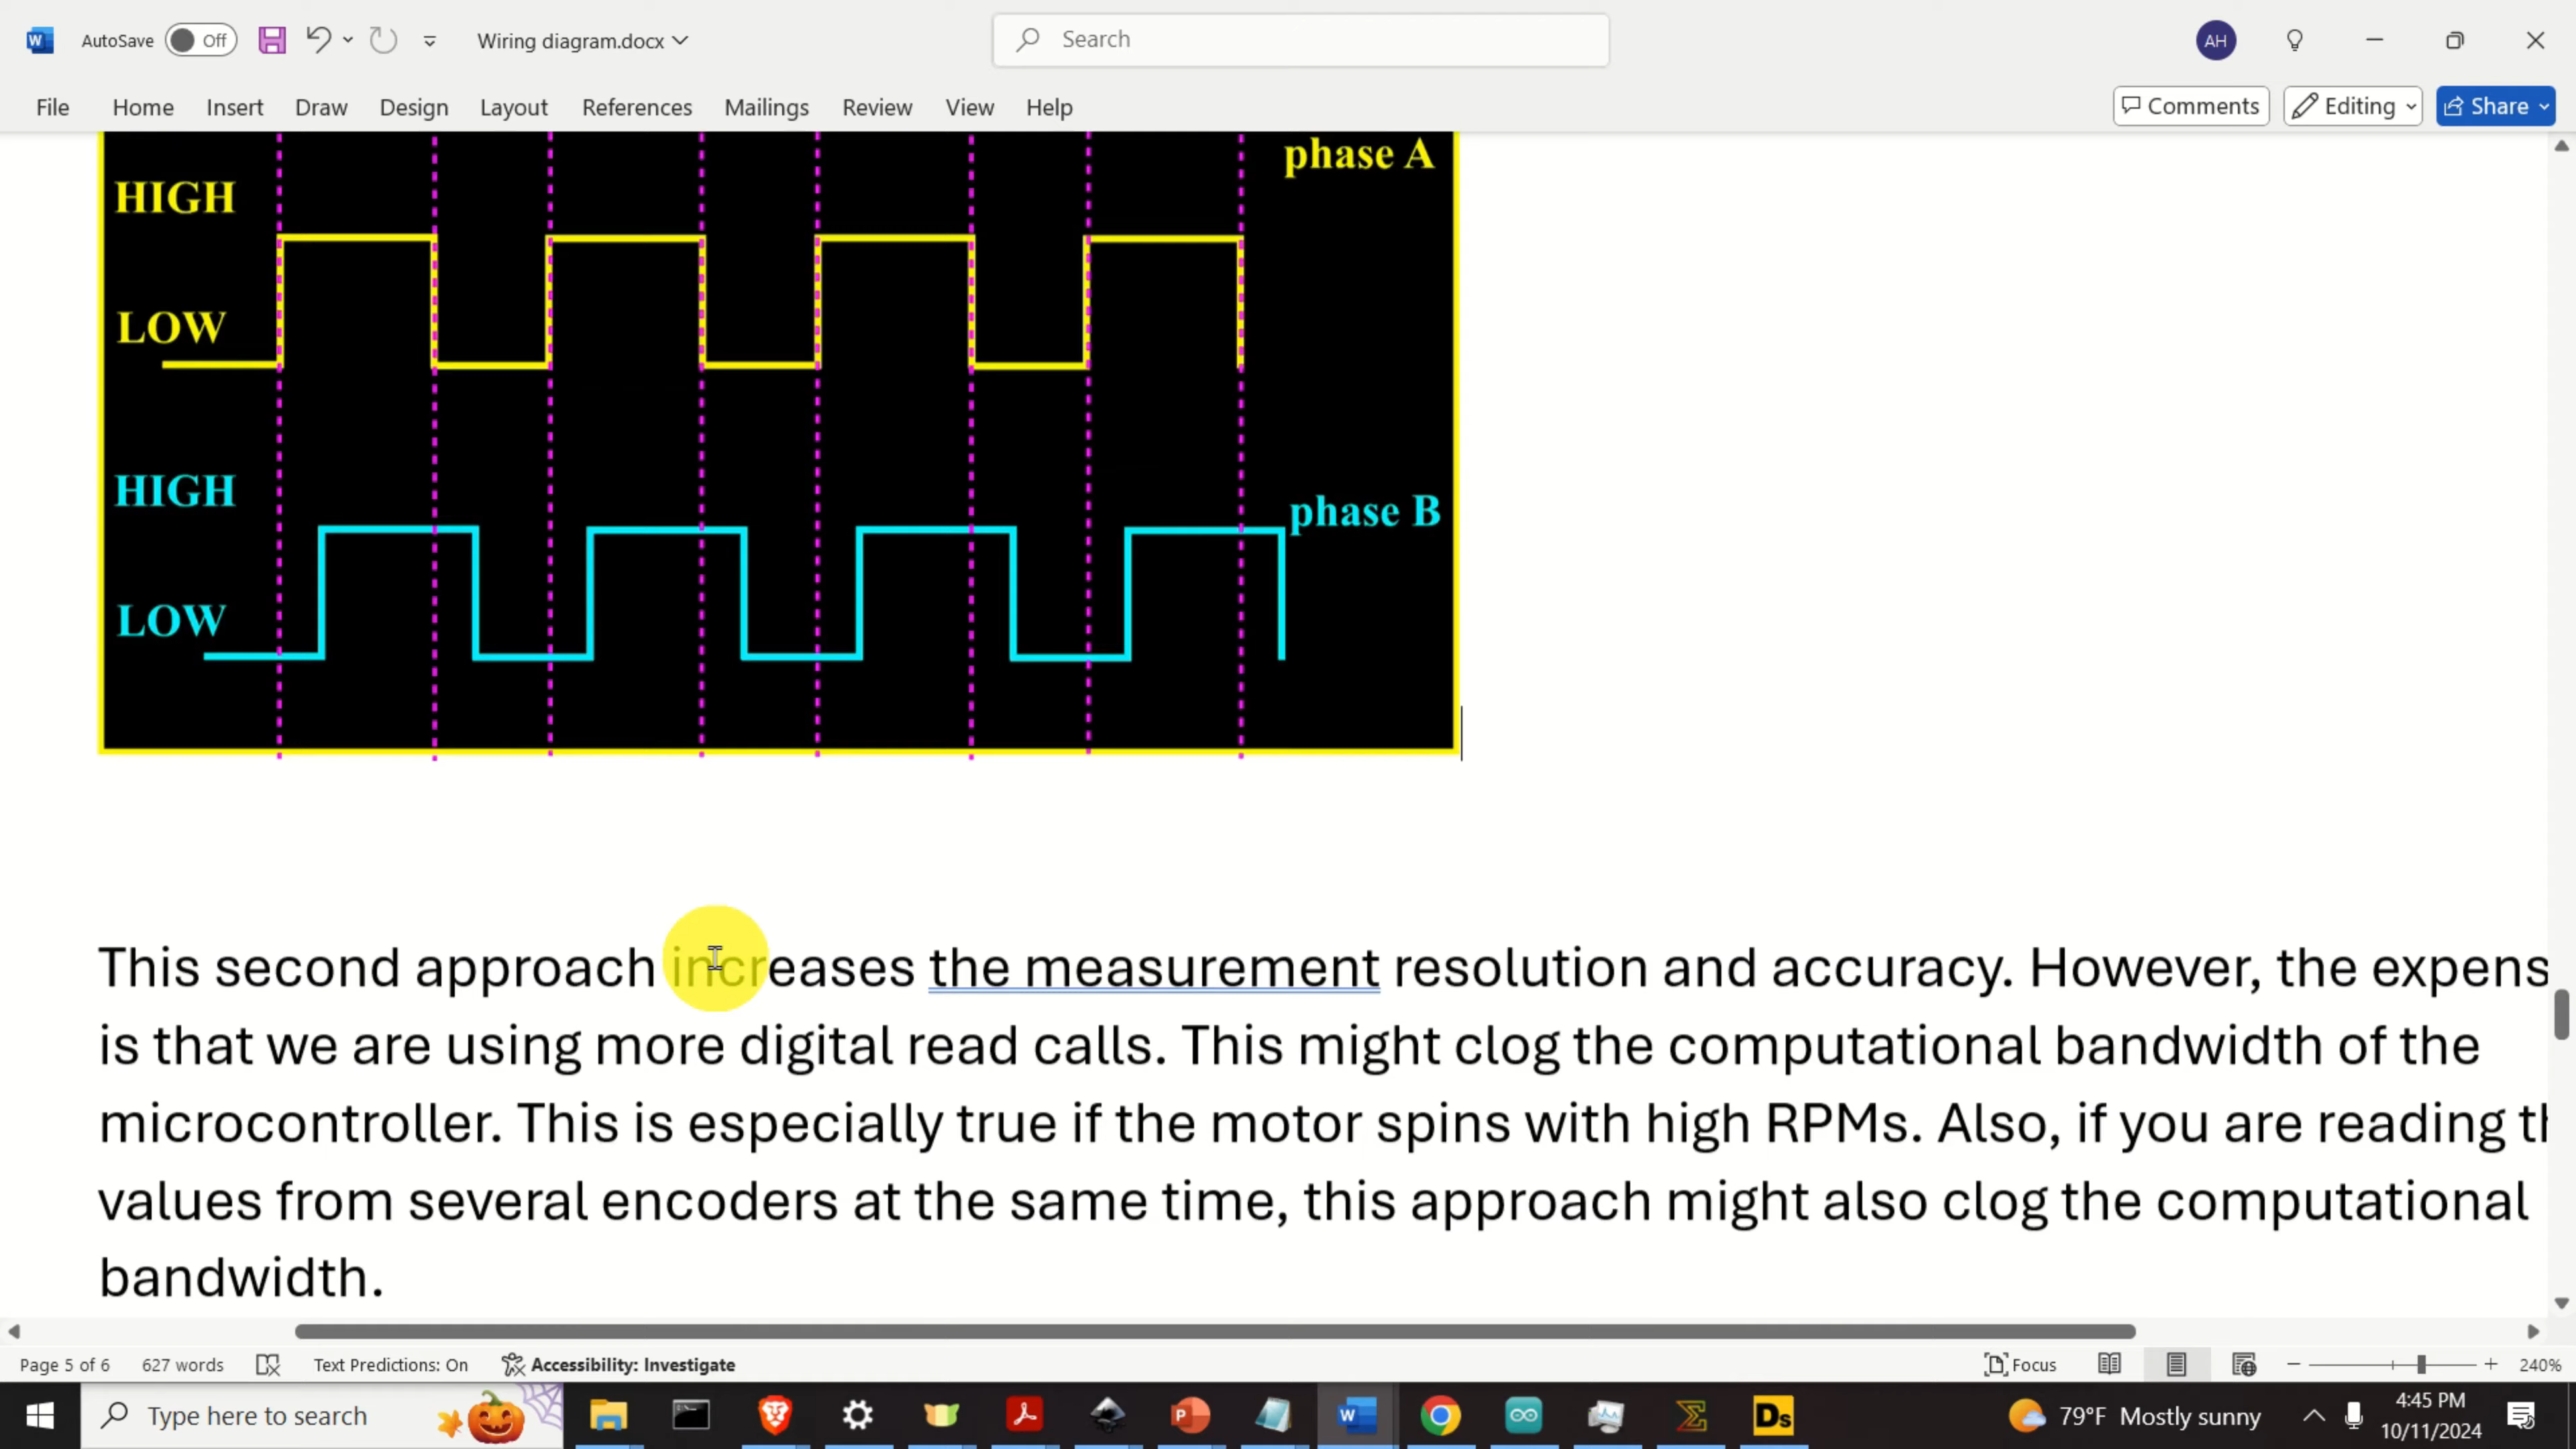 AutoSave Off Wiring diagram.docx Search AH
File Home Insert Draw Design Layout References Mailings Review View Help Comments Editing Share
phase A
HIGH
LOW
HIGH
phase B
LOW
This second approach increases the measurement resolution and accuracy. However, the expens
is that we are using more digital read calls. This might clog the computational bandwidth of the
microcontroller. This is especially true if the motor spins with high RPMs. Also, if you are reading th
values from several encoders at the same time, this approach might also clog the computational
bandwidth.
Page 5 of 6 627 words Text Predictions: On Accessibility: Investigate Focus 240%
Type here to search 79°F Mostly sunny 4:45 PM
10/11/2024